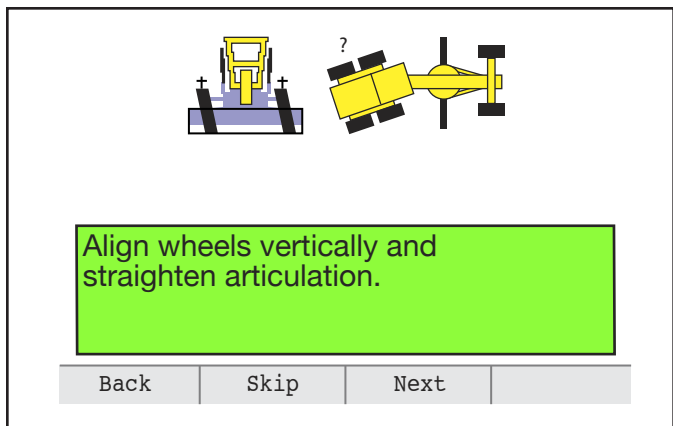 ?
Align wheels vertically and
straighten articulation.
Back Skip Next